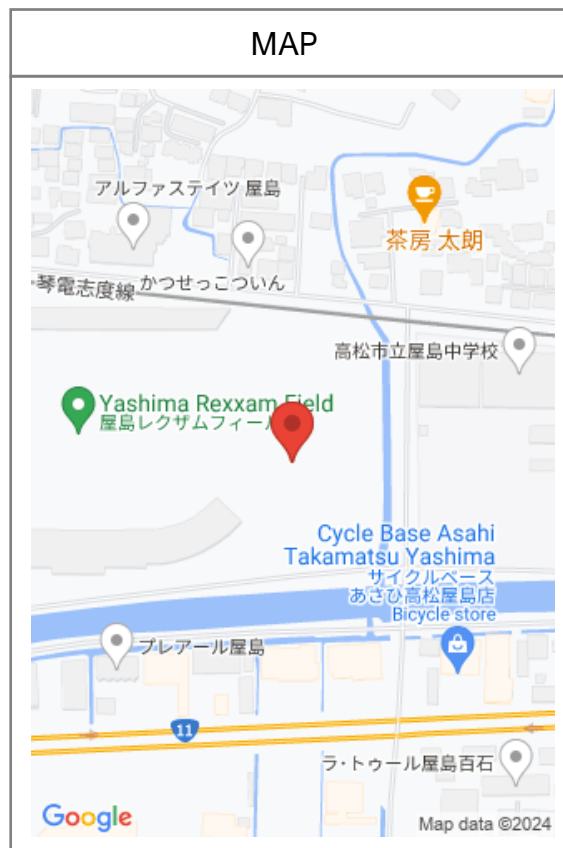 MAP
アルファステイツ 屋島
茶房 太朗
かつせっこついん
琴電志度線
高松市立屋島中学校
Yashima Rexxam Field
屋島レクザムフィール
Cycle Base Asahi
Takamatsu Yashima
サイクルベース
あさひ高松屋島店
Bicycle store
プレアール屋島
11
ラ・トゥール屋島百石
Google
Map data ©2024